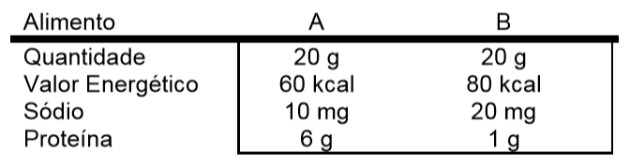 Alimento A B
Quantidade 20 g 20 g
Valor Energético 60 kcal 80 kcal
Sódio 10 mg 20 mg
Proteína 6 g 1 g